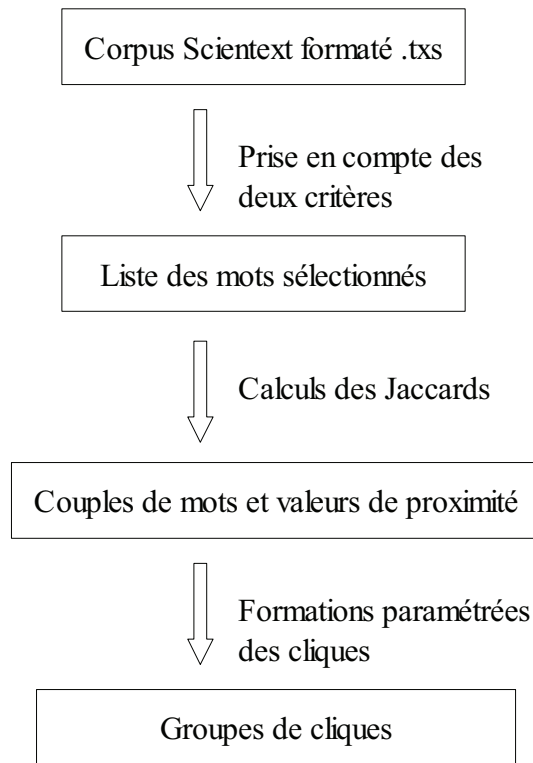 Corpus Scientext formaté .txs
Prise en compte des
deux critères
Liste des mots sélectionnés
Calculs des Jaccards
Couples de mots et valeurs de proximité
Formations paramétrées
des cliques
Groupes de cliques